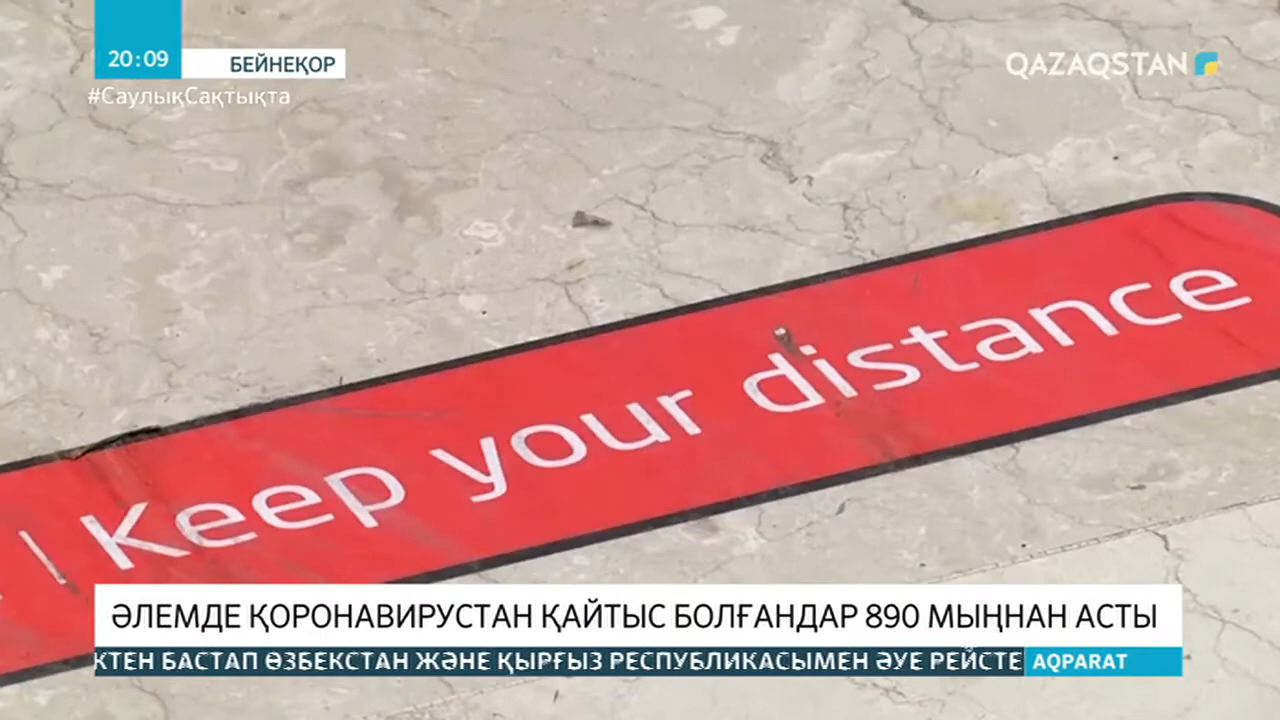 20:09
БЕЙНЕҚОР
#СаулықСақтықта
QAZAQSTAN
| Keep your distance
ӘЛЕМДЕ ҚОРОНАВИРУСТАН ҚАЙТЫС БОЛҒАНДАР 890 МЫҢНАН АСТЫ
КТЕН БАСТАП ӨЗБЕКСТАН ЖӘНЕ ҚЫРҒЫЗ РЕСПУБЛИКАСЫМЕН ӘУЕ РЕЙСТЕ
AQPARAT